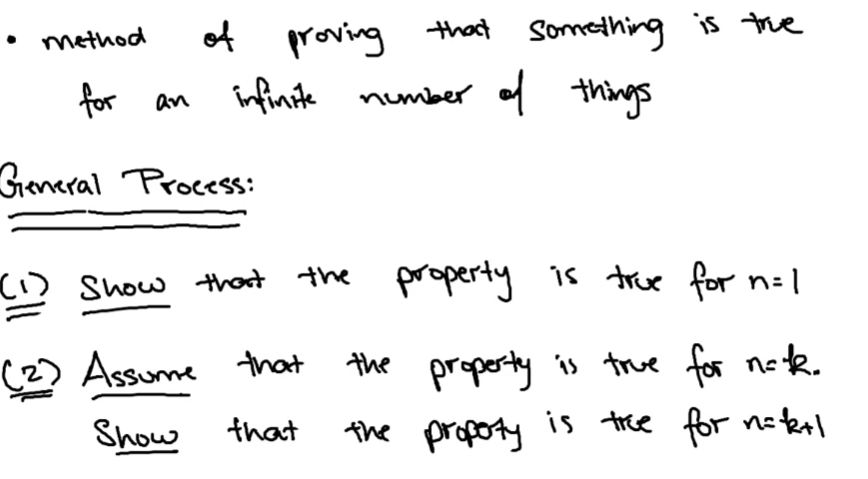 • method of proving that something is true
for an infinite number of things
General Process:
(1) Show that the property is true for n=1
(2) Assume that the property is true for n=k.
Show that the property is true for n=k+1